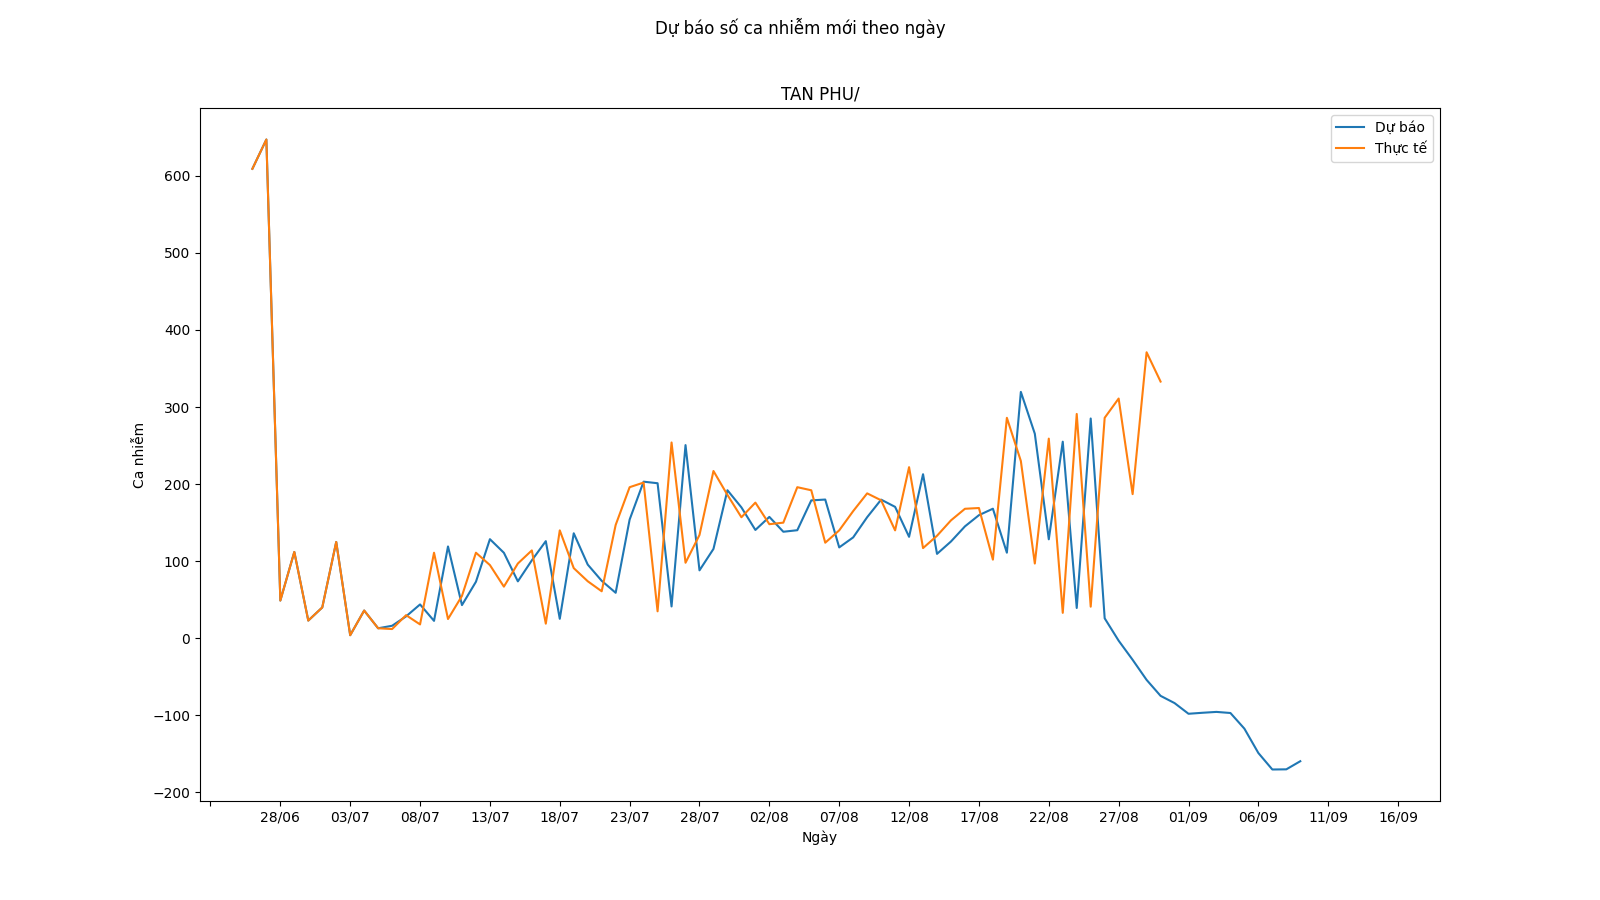 Dự báo số ca nhiễm mới theo ngày
TAN PHU/
Dự báo
Thực tế
600
500
400
300
200
100
0
−100
−200
Ca nhiễm
28/06 03/07 08/07 13/07 18/07 23/07 28/07 02/08 07/08 12/08 17/08 22/08 27/08 01/09 06/09 11/09 16/09
Ngày